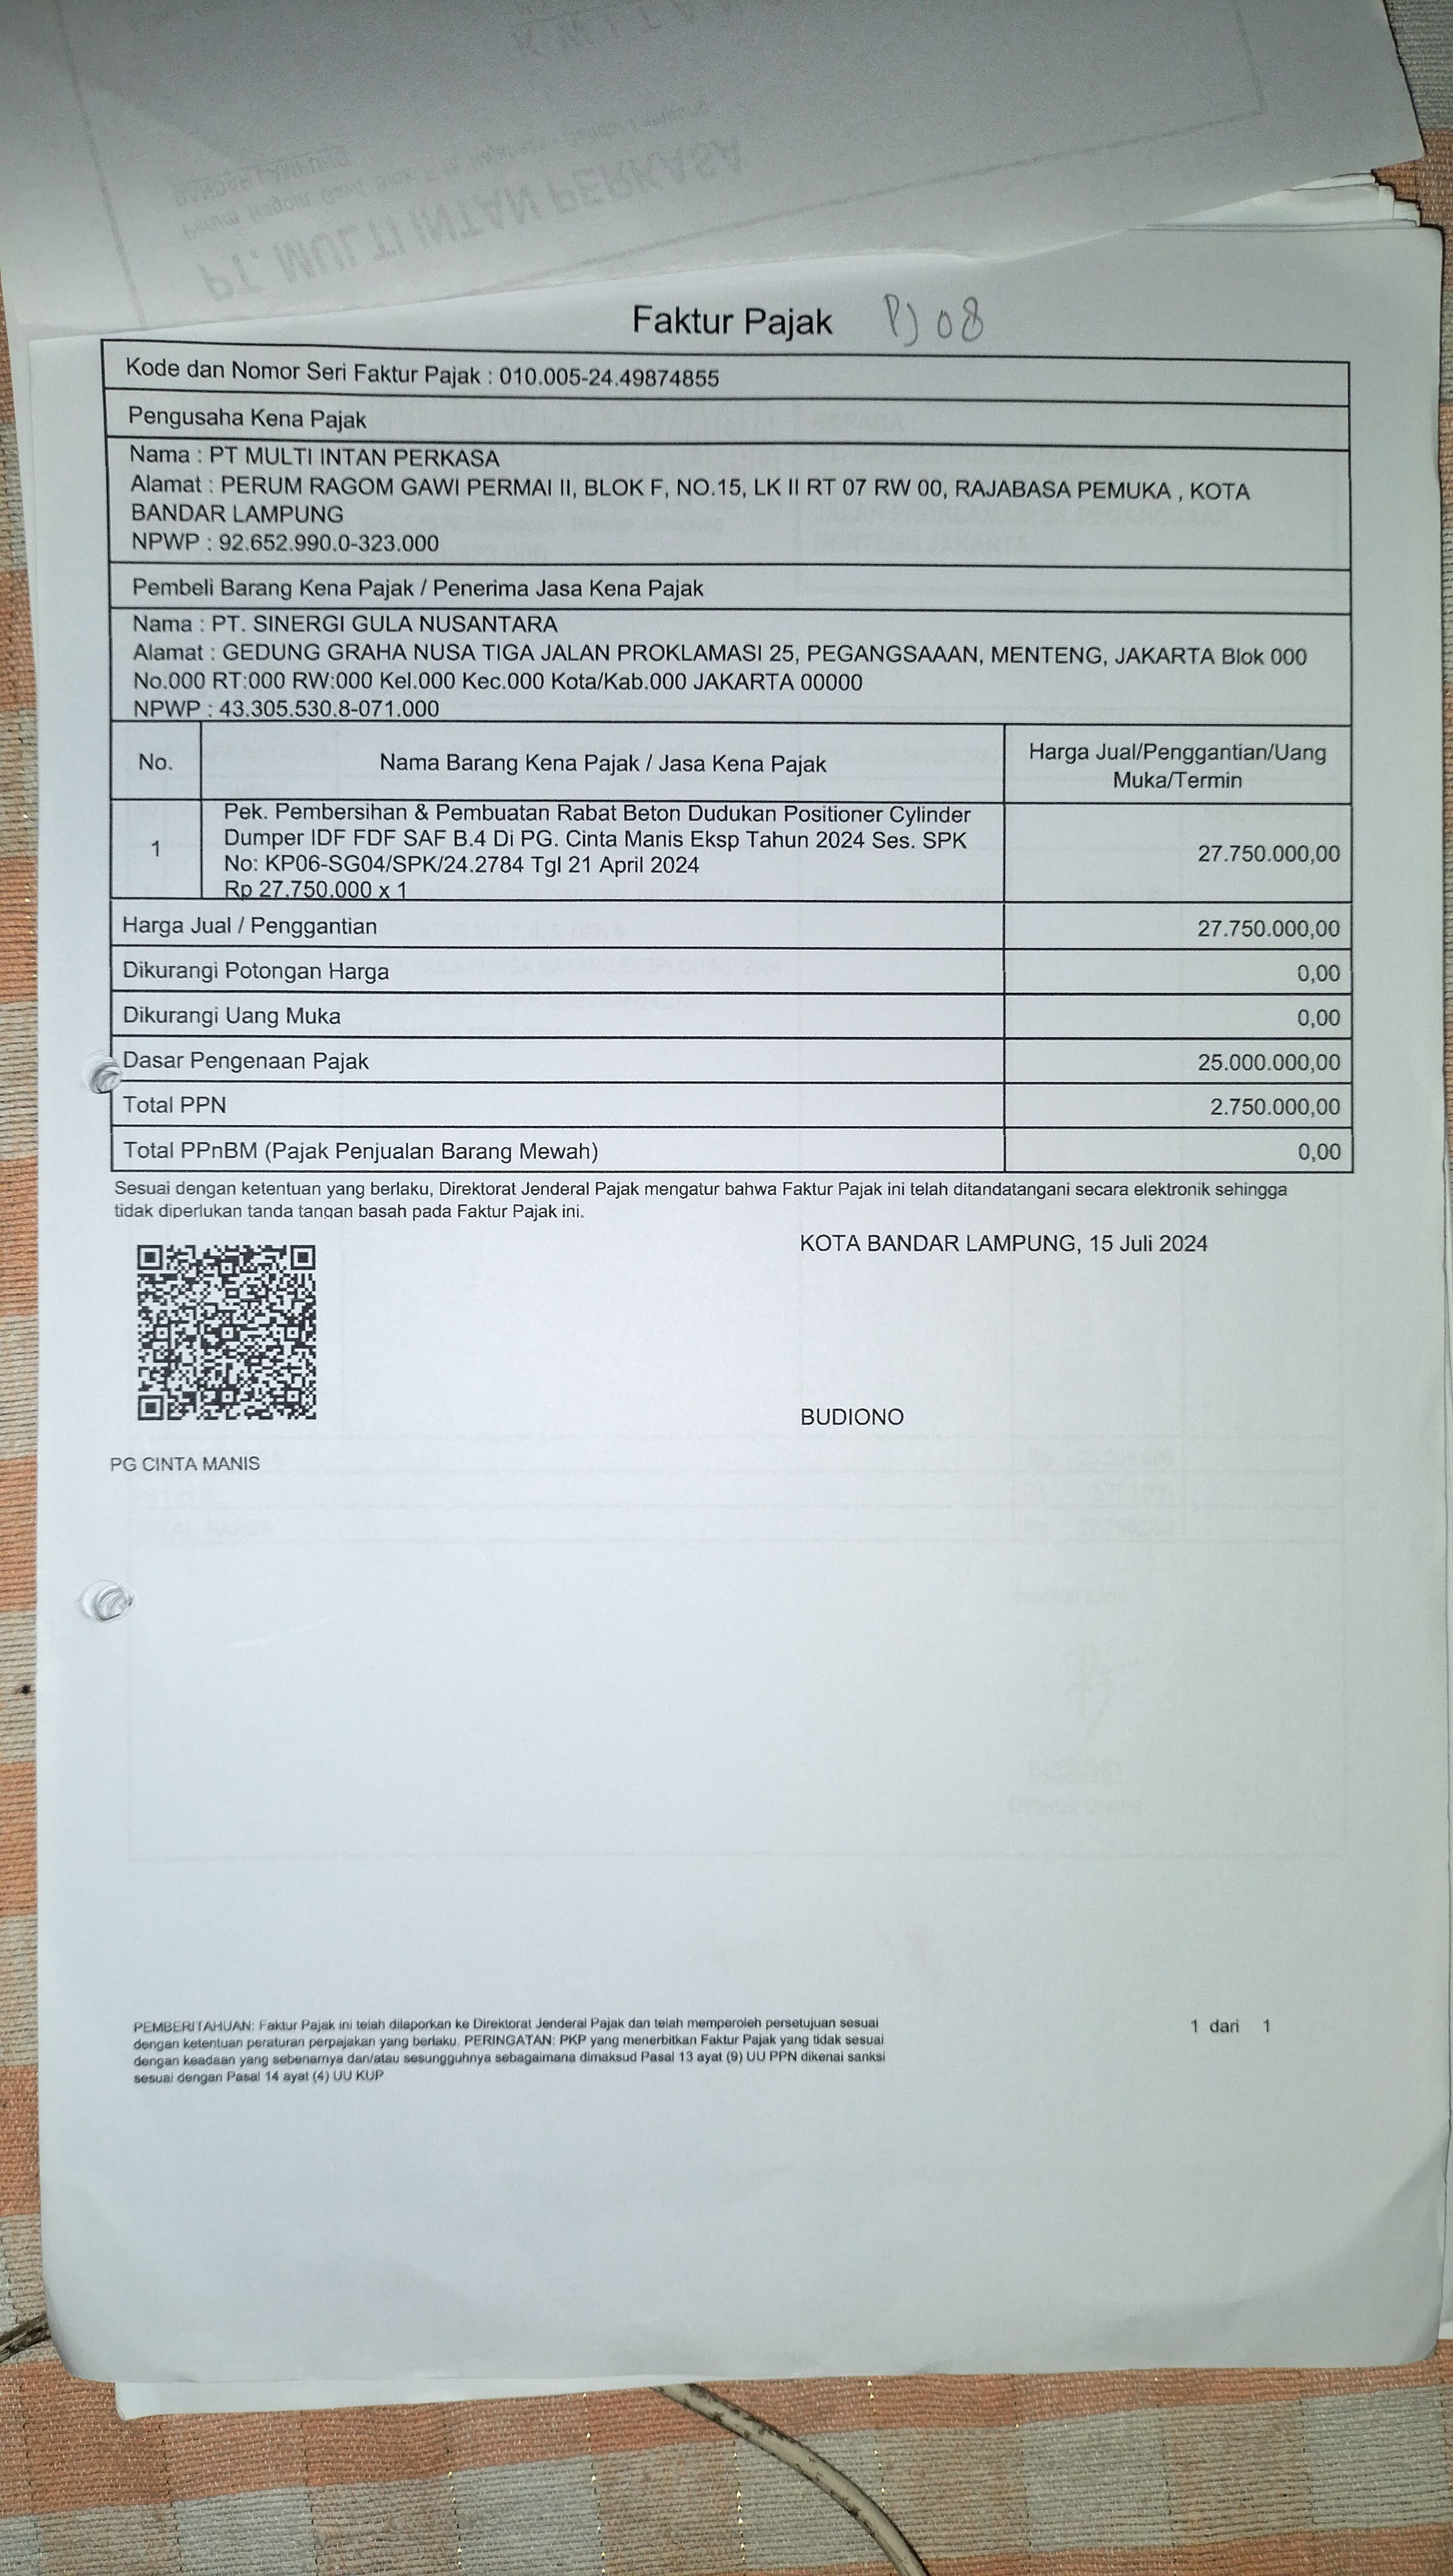 PT. MULTI INTAN PERKASA
BANDAR LAMPUNG
Faktur Pajak
08
Kode dan Nomor Seri Faktur Pajak : 010.005-24.49874855
Pengusaha Kena Pajak
Nama : PT MULTI INTAN PERKASA
Alamat : PERUM RAGOM GAWI PERMAI II, BLOK F, NO.15, LK II RT 07 RW 00, RAJABASA PEMUKA , KOTA
BANDAR LAMPUNG
NPWP : 92.652.990.0-323.000
Pembeli Barang Kena Pajak / Penerima Jasa Kena Pajak
Nama : PT. SINERGI GULA NUSANTARA
Alamat : GEDUNG GRAHA NUSA TIGA JALAN PROKLAMASI 25, PEGANGSAAAN, MENTENG, JAKARTA Blok 000
No.000 RT:000 RW:000 Kel.000 Kec.000 Kota/Kab.000 JAKARTA 00000
NPWP : 43.305.530.8-071.000
No.
Nama Barang Kena Pajak / Jasa Kena Pajak
Harga Jual/Penggantian/Uang
Muka/Termin
1
Pek. Pembersihan & Pembuatan Rabat Beton Dudukan Positioner Cylinder
Dumper IDF FDF SAF B.4 Di PG. Cinta Manis Eksp Tahun 2024 Ses. SPK
No: KP06-SG04/SPK/24.2784 Tgl 21 April 2024
Rp 27.750.000 x 1
27.750.000,00
Harga Jual / Penggantian 27.750.000,00
Dikurangi Potongan Harga 0,00
Dikurangi Uang Muka 0,00
Dasar Pengenaan Pajak 25.000.000,00
Total PPN 2.750.000,00
Total PPnBM (Pajak Penjualan Barang Mewah) 0,00
Sesuai dengan ketentuan yang berlaku, Direktorat Jenderal Pajak mengatur bahwa Faktur Pajak ini telah ditandatangani secara elektronik sehingga
tidak diperlukan tanda tangan basah pada Faktur Pajak ini.
KOTA BANDAR LAMPUNG, 15 Juli 2024
BUDIONO
PG CINTA MANIS
PEMBERITAHUAN: Faktur Pajak ini telah dilaporkan ke Direktorat Jenderal Pajak dan telah memperoleh persetujuan sesuai
dengan ketentuan peraturan perpajakan yang berlaku. PERINGATAN: PKP yang menerbitkan Faktur Pajak yang tidak sesuai
dengan keadaan yang sebenarnya dan/atau sesungguhnya sebagaimana dimaksud Pasal 13 ayat (9) UU PPN dikenai sanksi
sesuai dengan Pasal 14 ayat (4) UU KUP
1 dari 1